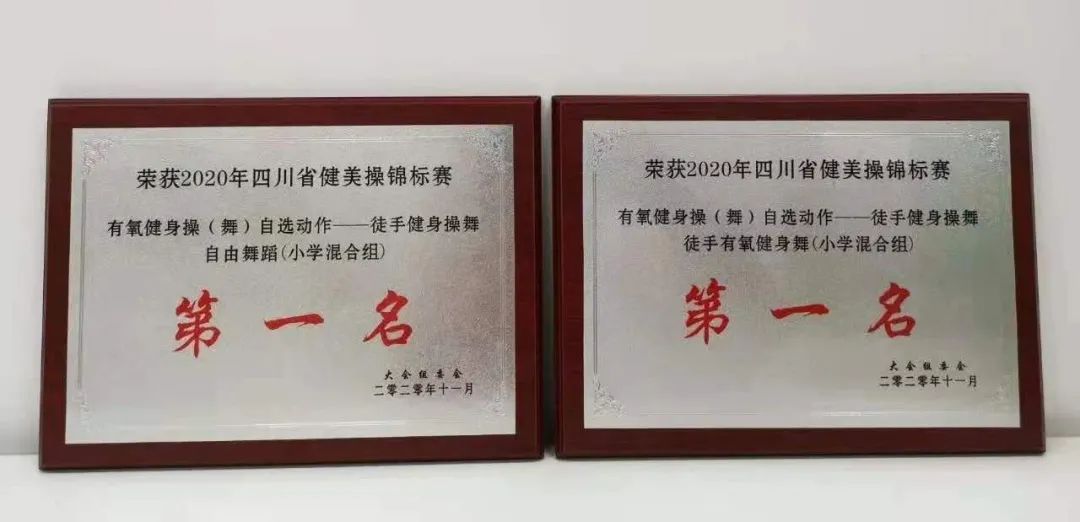 荣获2020年四川省健美操锦标赛
有氧健身操（舞）自选动作——徒手健身操舞
自由舞蹈(小学混合组)
第一名
大会组委会
二零二零年十一月
荣获2020年四川省健美操锦标赛
有氧健身操（舞）自选动作——徒手健身操舞
徒手有氧健身舞(小学混合组)
第一名
大会组委会
二零二零年十一月